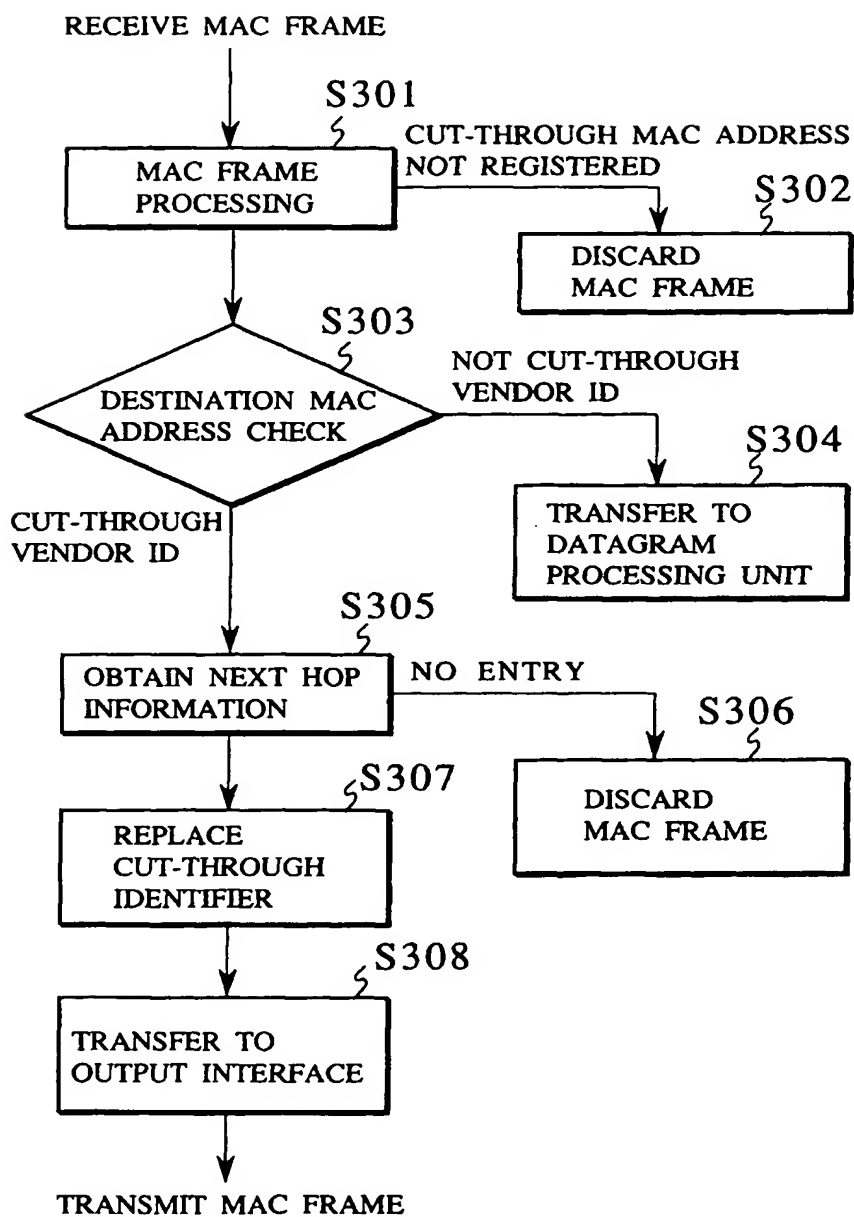 RECEIVE MAC FRAME
S301
MAC FRAME
PROCESSING
CUT-THROUGH MAC ADDRESS
NOT REGISTERED
S302
DISCARD
MAC FRAME
S303
DESTINATION MAC
ADDRESS CHECK
NOT CUT-THROUGH
VENDOR ID
S304
TRANSFER TO
DATAGRAM
PROCESSING UNIT
CUT-THROUGH
VENDOR ID
S305
OBTAIN NEXT HOP
INFORMATION
NO ENTRY
S306
DISCARD
MAC FRAME
S307
REPLACE
CUT-THROUGH
IDENTIFIER
S308
TRANSFER TO
OUTPUT INTERFACE
TRANSMIT MAC FRAME